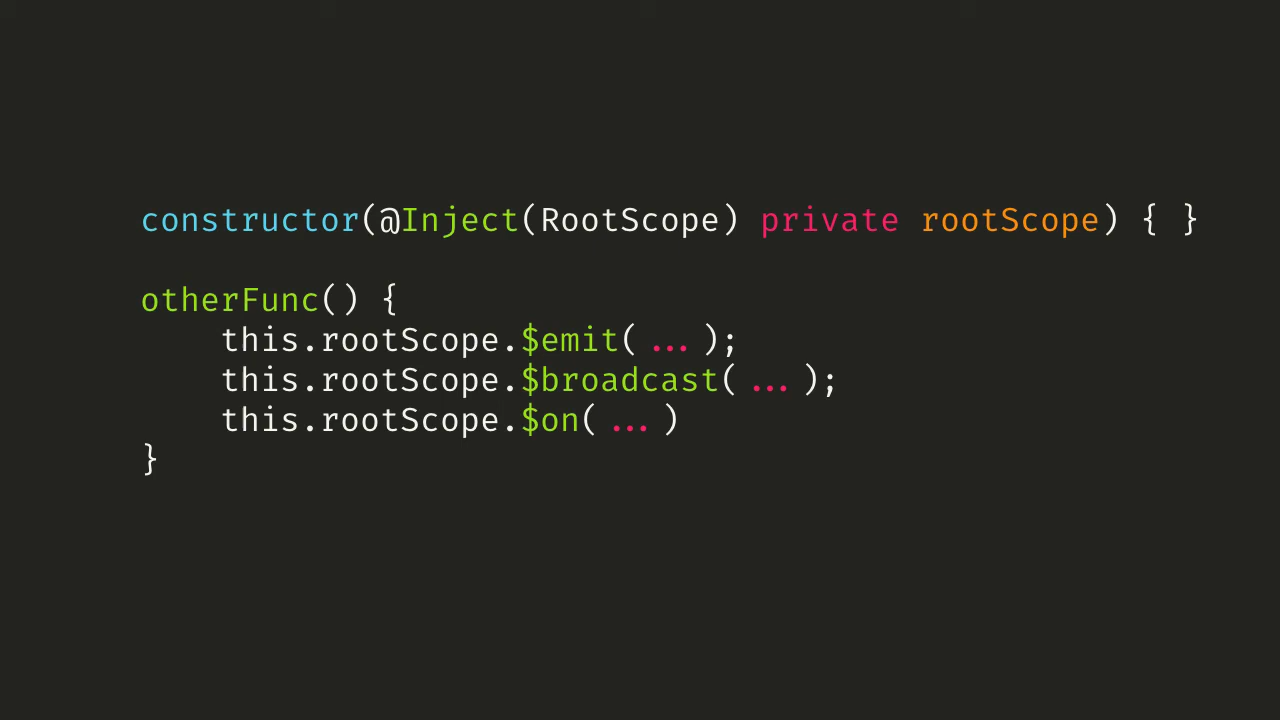 constructor(@Inject(RootScope) private rootScope) { }
otherFunc() {
this.rootScope.$emit( ... );
this.rootScope.$broadcast( ... );
this.rootScope.$on( ... )
}